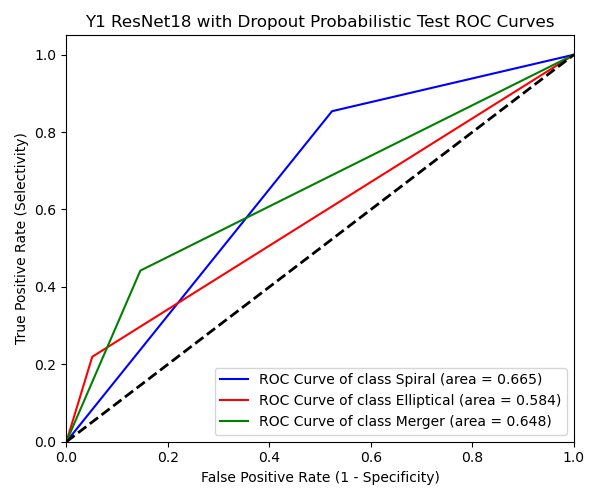 Y1 ResNet18 with Dropout Probabilistic Test ROC Curves
True Positive Rate (Selectivity)
1.0
0.8
0.6
0.4
0.2
0.0
0.0 0.2 0.4 0.6 0.8 1.0
False Positive Rate (1 - Specificity)
ROC Curve of class Spiral (area = 0.665)
ROC Curve of class Elliptical (area = 0.584)
ROC Curve of class Merger (area = 0.648)